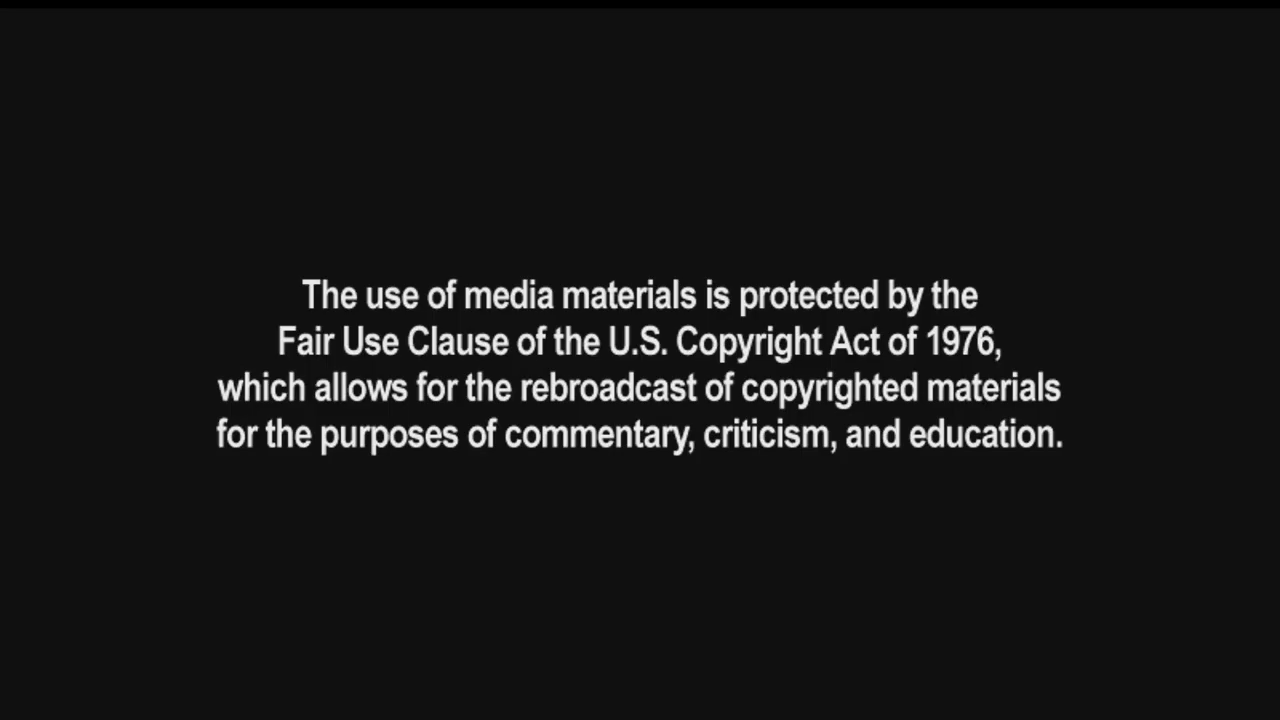 The use of media materials is protected by the
Fair Use Clause of the U.S. Copyright Act of 1976,
which allows for the rebroadcast of copyrighted materials
for the purposes of commentary, criticism, and education.